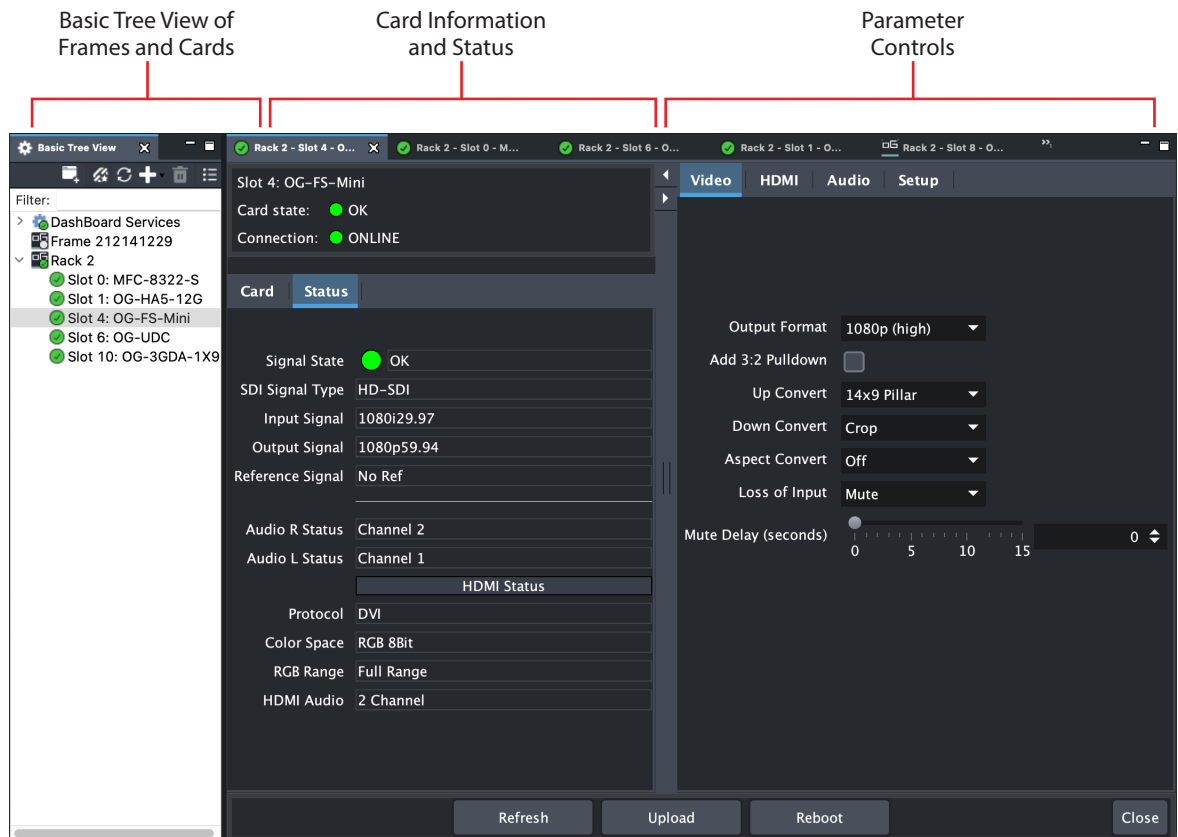 Basic Tree View of
Frames and Cards
Card Information
and Status
Parameter
Controls
Basic Tree View
Rack 2 - Slot 4 - O...
Rack 2 - Slot 0 - M...
Rack 2 - Slot 6 - O...
Rack 2 - Slot 1 - O...
Rack 2 - Slot 8 - O...
Filter:
DashBoard Services
Frame 212141229
Rack 2
Slot 0: MFC-8322-S
Slot 1: OG-HA5-12G
Slot 4: OG-FS-Mini
Slot 6: OG-UDC
Slot 10: OG-3GDA-1X9
Slot 4: OG-FS-Mini
Card state: OK
Connection: ONLINE
Card Status
Signal State OK
SDI Signal Type HD-SDI
Input Signal 1080i29.97
Output Signal 1080p59.94
Reference Signal No Ref
Audio R Status Channel 2
Audio L Status Channel 1
HDMI Status
Protocol DVI
Color Space RGB 8Bit
RGB Range Full Range
HDMI Audio 2 Channel
Video HDMI Audio Setup
Output Format 1080p (high)
Add 3:2 Pulldown
Up Convert 14x9 Pillar
Down Convert Crop
Aspect Convert Off
Loss of Input Mute
Mute Delay (seconds) 0
0 5 10 15
Refresh Upload Reboot Close